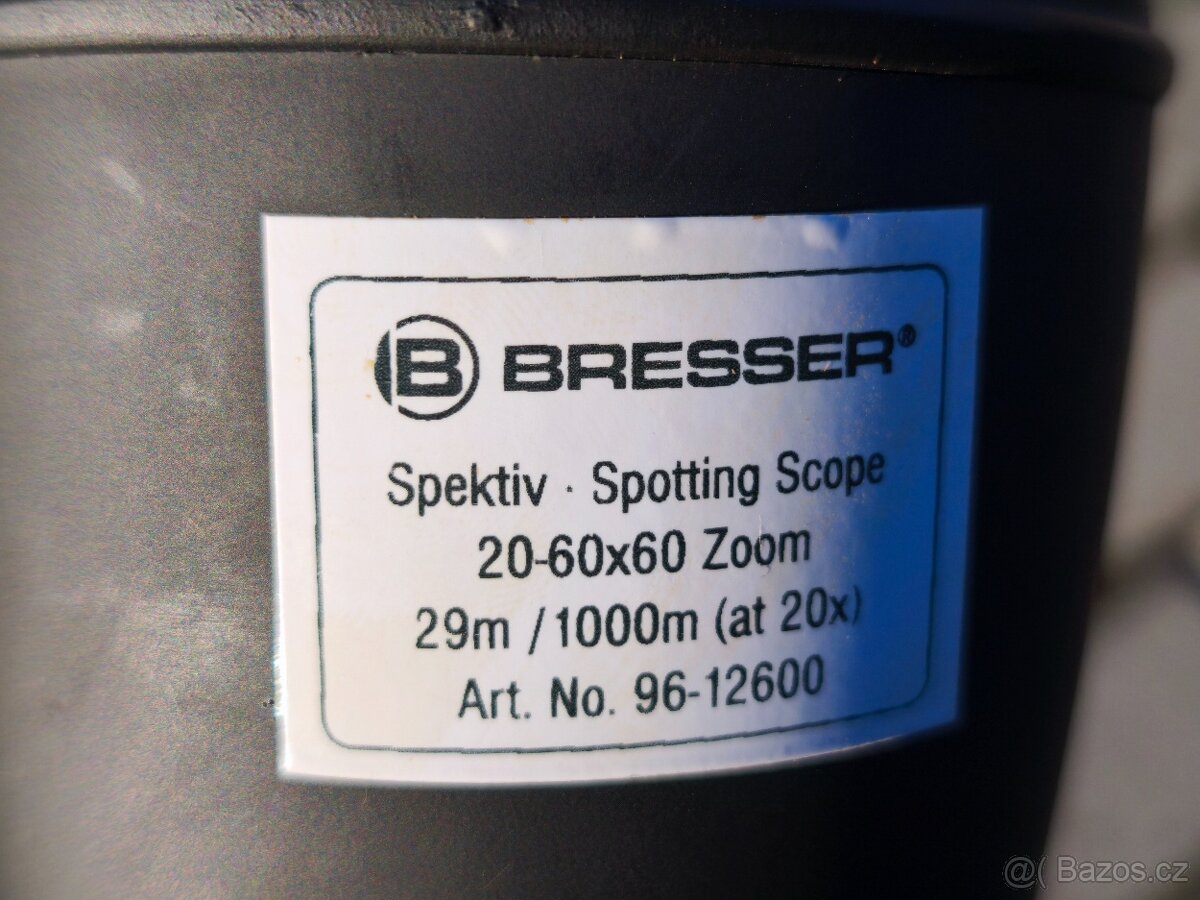 B BRESSER®
Spektiv · Spotting Scope
20-60x60 Zoom
29m / 1000m (at 20x)
Art. No. 96-12600
@( Bazos.cz